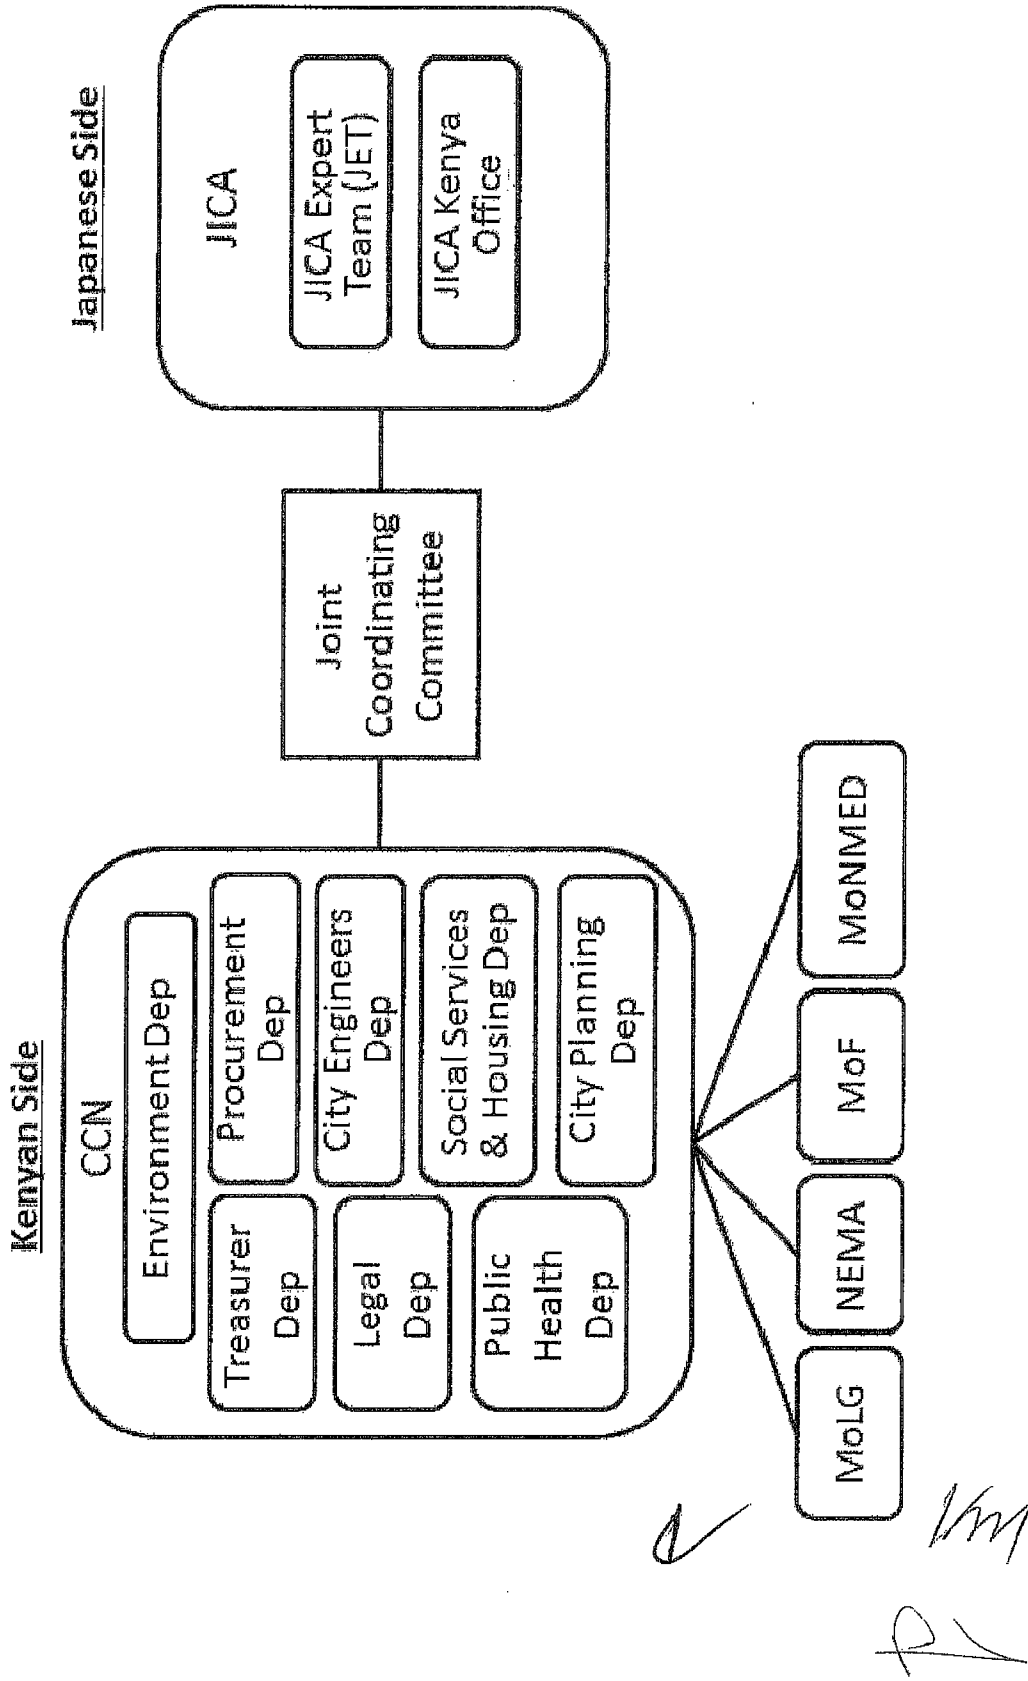 Kenyan Side
CCN
Environment Dep
Treasurer
Dep
Procurement
Dep
Legal
Dep
City Engineers
Dep
Public
Health
Dep
Social Services
& Housing Dep
City Planning
Dep
MoLG
NEMA
MoF
MoNMED
Joint
Coordinating
Committee
Japanese Side
JICA
JICA Expert
Team (JET)
JICA Kenya
Office